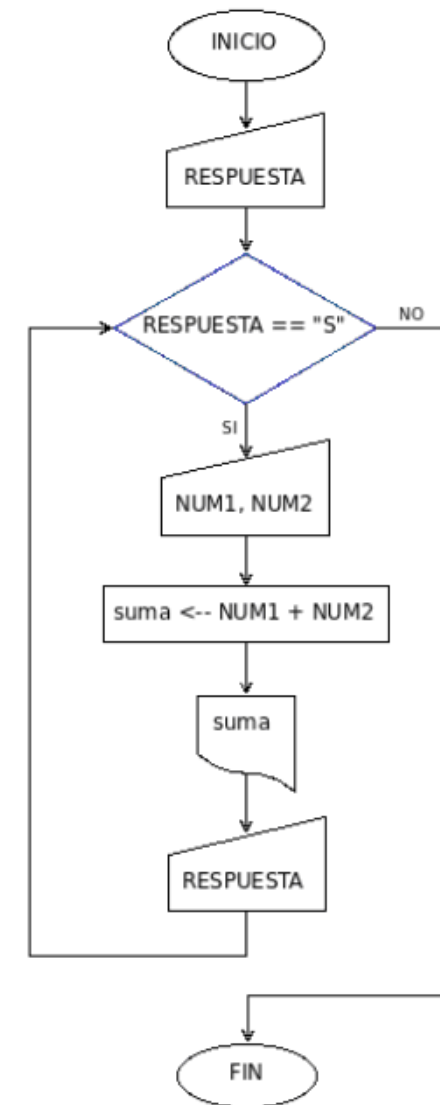 INICIO
RESPUESTA
RESPUESTA == "S"
NO
SI
NUM1, NUM2
suma <-- NUM1 + NUM2
suma
RESPUESTA
FIN